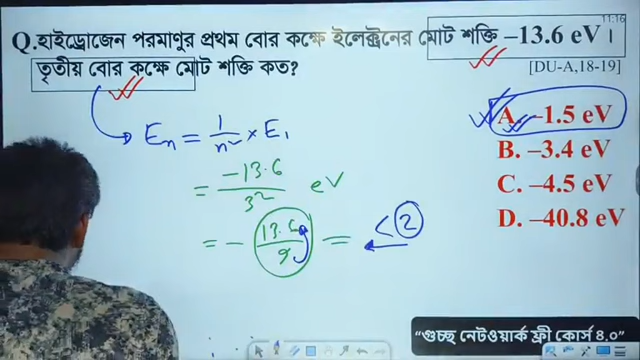 11:16
Q.হাইড্রোজেন পরমাণুর প্রথম বোর কক্ষে ইলেক্ট্রনের মোট শক্তি –13.6 eV।
তৃতীয় বোর কক্ষে মোট শক্তি কত?
[DU-A,18-19]
A. –1.5 eV
B. –3.4 eV
C. –4.5 eV
D. –40.8 eV
Eₙ = 1/n² × E₁
= –13.6/3² eV
= – 13.6/9 = < 2
"গুচ্ছ নেটওয়ার্ক ফ্রী কোর্স ৪.০"